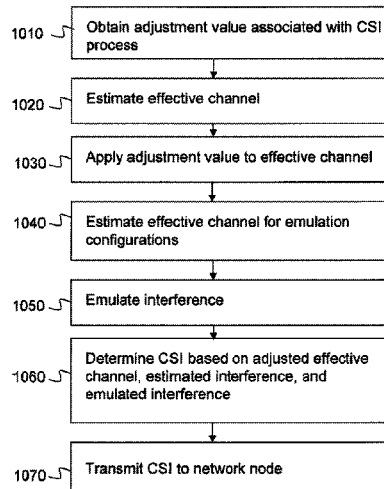 1010
Obtain adjustment value associated with CSI
process
1020
Estimate effective channel
1030
Apply adjustment value to effective channel
1040
Estimate effective channel for emulation
configurations
1050
Emulate interference
1060
Determine CSI based on adjusted effective
channel, estimated interference, and
emulated interference
1070
Transmit CSI to network node